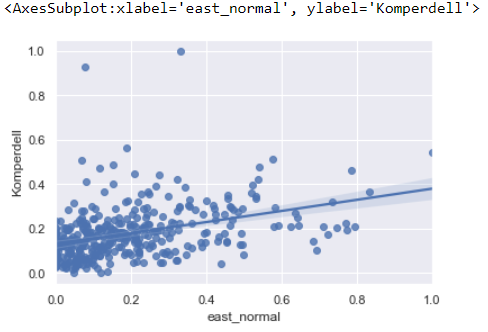 <AxesSubplot:xlabel='east_normal', ylabel='Komperdell'>
1.0
0.8
0.6
0.4
0.2
0.0
Komperdell
0.0 0.2 0.4 0.6 0.8 1.0
east_normal